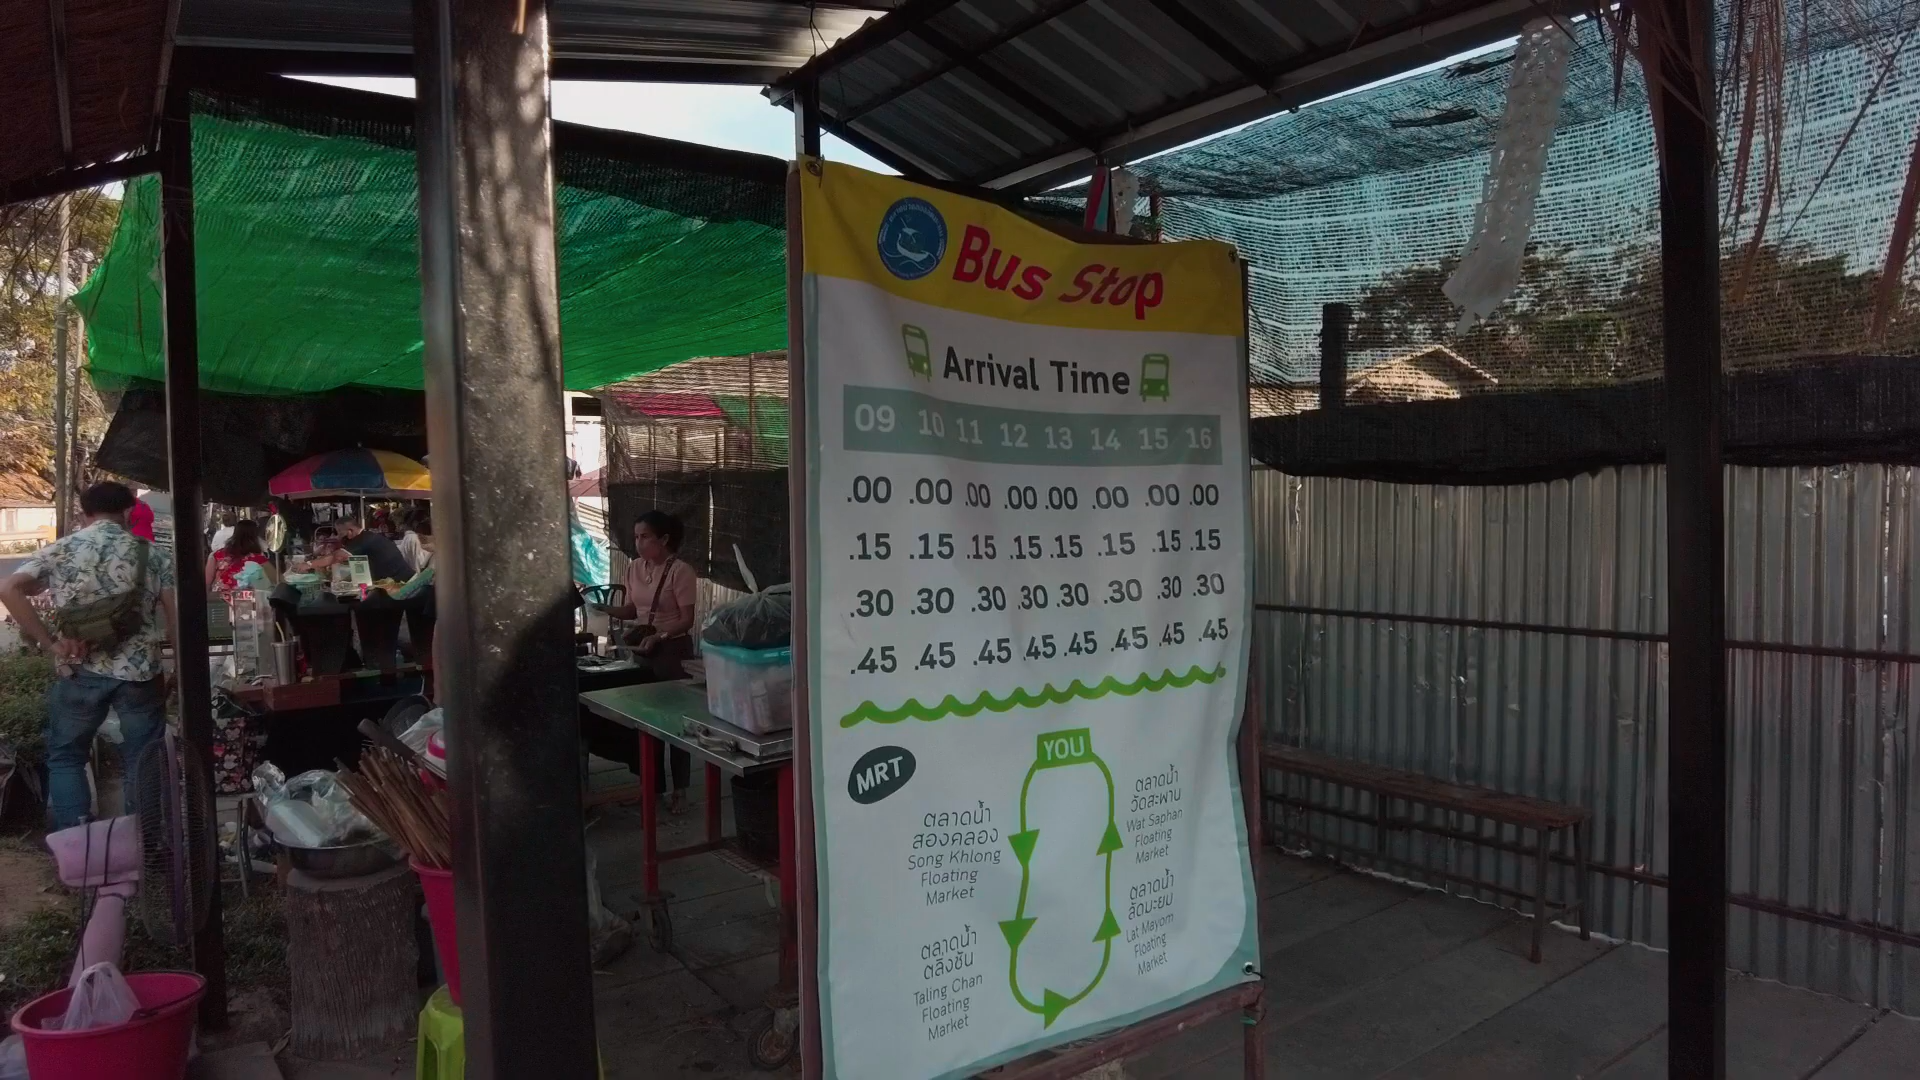 Bus Stop
Arrival Time
09 10 11 12 13 14 15 16
.00 .00 .00 .00 .00 .00 .00 .00
.15 .15 .15 .15 .15 .15 .15 .15
.30 .30 .30 .30 .30 .30 .30 .30
.45 .45 .45 .45 .45 .45 .45 .45
YOU
MRT
ตลาดน้ำ
สองคลอง
Song Khlong
Floating
Market
ตลาดน้ำ
วัดสะพาน
Wat Saphan
Floating
Market
ตลาดน้ำ
ตลิ่งชัน
Taling Chan
Floating
Market
ตลาดน้ำ
ลัดมะยม
Lat Mayom
Floating
Market